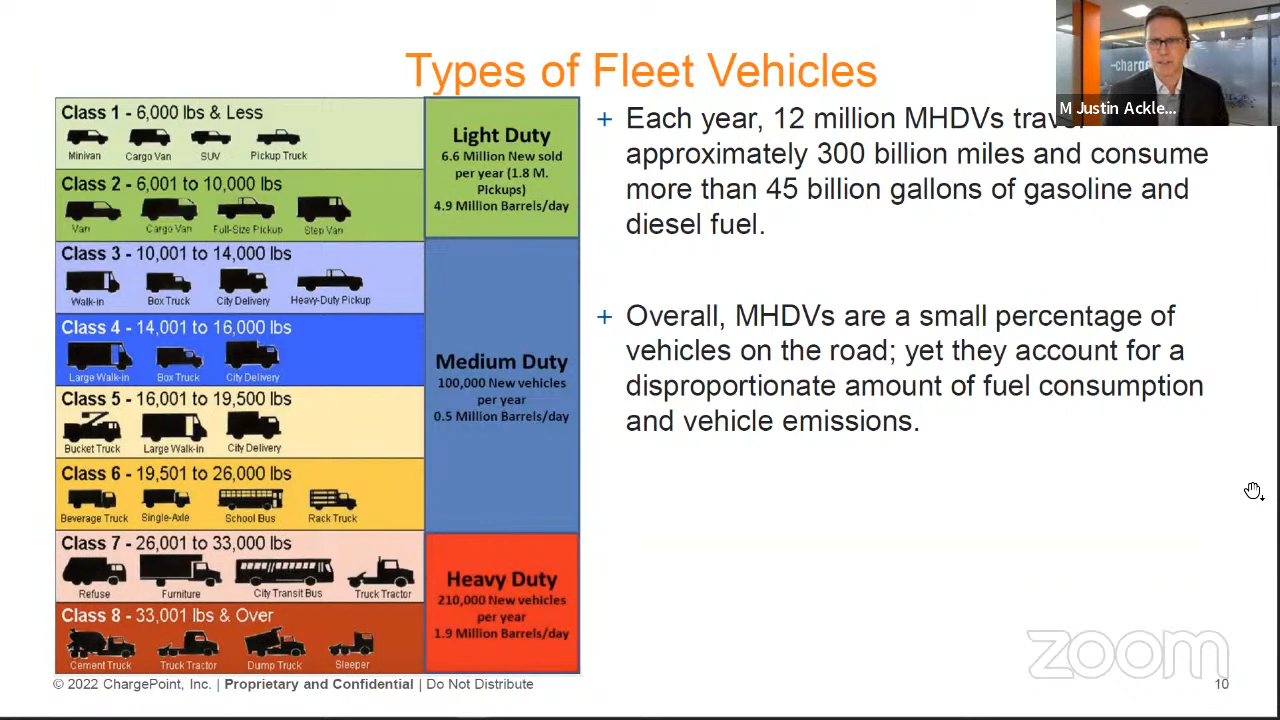 Types of Fleet Vehicles
-charge
M Justin Ackle...
Class 1 - 6,000 lbs & Less
Minivan Cargo Van SUV Pickup Truck
Class 2 - 6,001 to 10,000 lbs
Van Cargo Van Full-Size Pickup Step Van
Light Duty
6.6 Million New sold
per year (1.8 M.
Pickups)
4.9 Million Barrels/day
Class 3 - 10,001 to 14,000 lbs
Walk-in Box Truck City Delivery Heavy-Duty Pickup
Class 4 - 14,001 to 16,000 lbs
Large Walk-in Box Truck City Delivery
Class 5 - 16,001 to 19,500 lbs
Bucket Truck Large Walk-in City Delivery
Class 6 - 19,501 to 26,000 lbs
Beverage Truck Single-Axle School Bus Rack Truck
Medium Duty
100,000 New vehicles
per year
0.5 Million Barrels/day
Class 7 - 26,001 to 33,000 lbs
Refuse Furniture City Transit Bus Truck Tractor
Class 8 - 33,001 lbs & Over
Cement Truck Truck Tractor Dump Truck Sleeper
Heavy Duty
210,000 New vehicles
per year
1.9 Million Barrels/day
+ Each year, 12 million MHDVs travel
approximately 300 billion miles and consume
more than 45 billion gallons of gasoline and
diesel fuel.
+ Overall, MHDVs are a small percentage of
vehicles on the road; yet they account for a
disproportionate amount of fuel consumption
and vehicle emissions.
zoom
© 2022 ChargePoint, Inc. | Proprietary and Confidential | Do Not Distribute
10